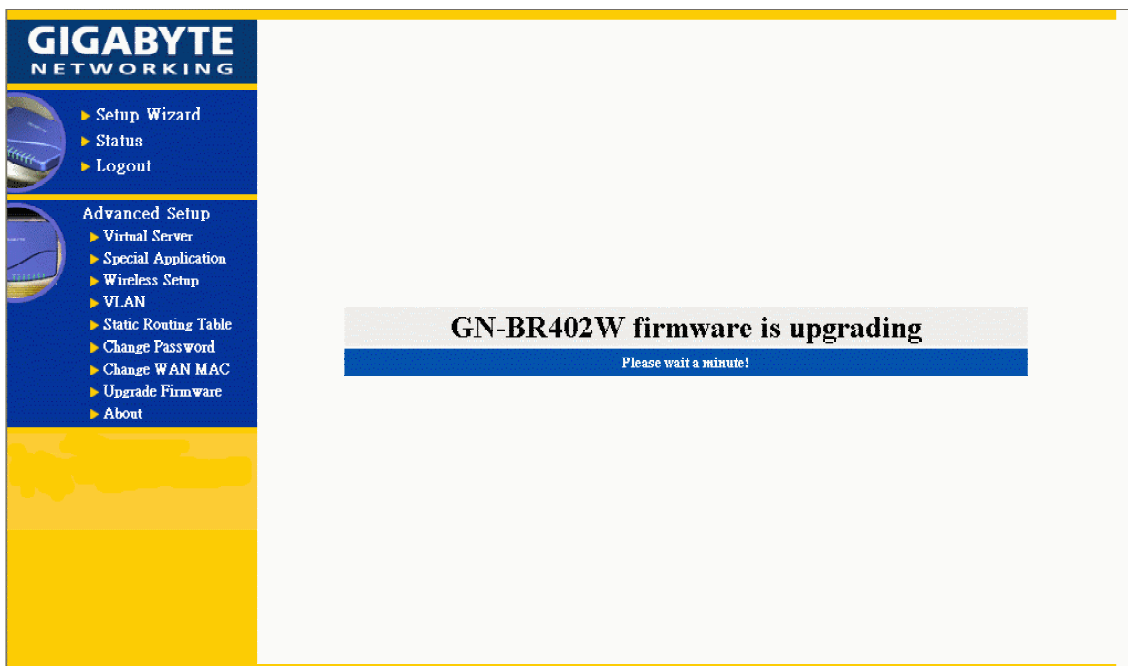 GIGABYTE
NETWORKING
Setup Wizard
Status
Logout
Advanced Setup
Virtual Server
Special Application
Wireless Setup
VLAN
Static Routing Table
Change Password
Change WAN MAC
Upgrade Firmware
About
GN-BR402W firmware is upgrading
Please wait a minute!